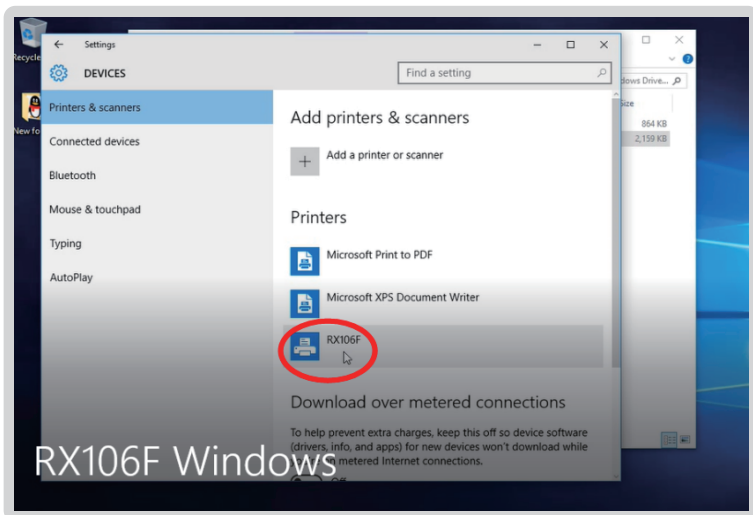 Recycle
New fo
Settings
DEVICES
Find a setting
Printers & scanners
Connected devices
Bluetooth
Mouse & touchpad
Typing
AutoPlay
Add printers & scanners
Add a printer or scanner
Printers
Microsoft Print to PDF
Microsoft XPS Document Writer
RX106F
Download over metered connections
To help prevent extra charges, keep this off so device software
(drivers, info, and apps) for new devices won't download while
on metered Internet connections.
Off
dows Drive...
Size
864 KB
2,159 KB
RX106F Windows